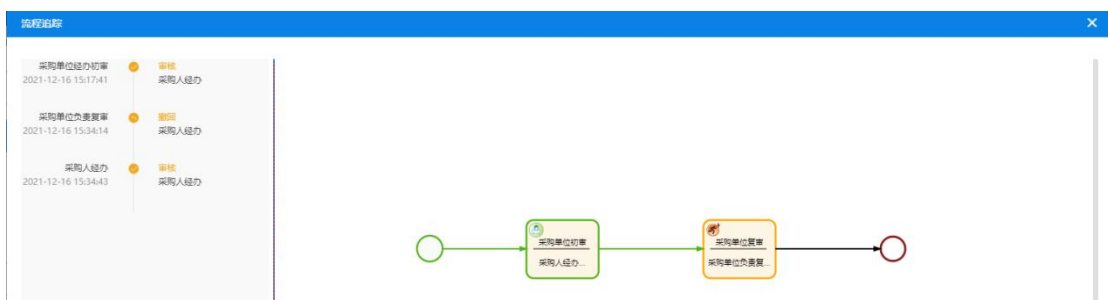 流程追踪
采购单位经办初审
审核
2021-12-16 15:17:41
采购人经办
采购单位负责复审
撤回
2021-12-16 15:34:14
采购人经办
采购人经办
审核
2021-12-16 15:34:43
采购人经办
采购单位初审
采购人经办...
采购单位复审
采购单位负责复...